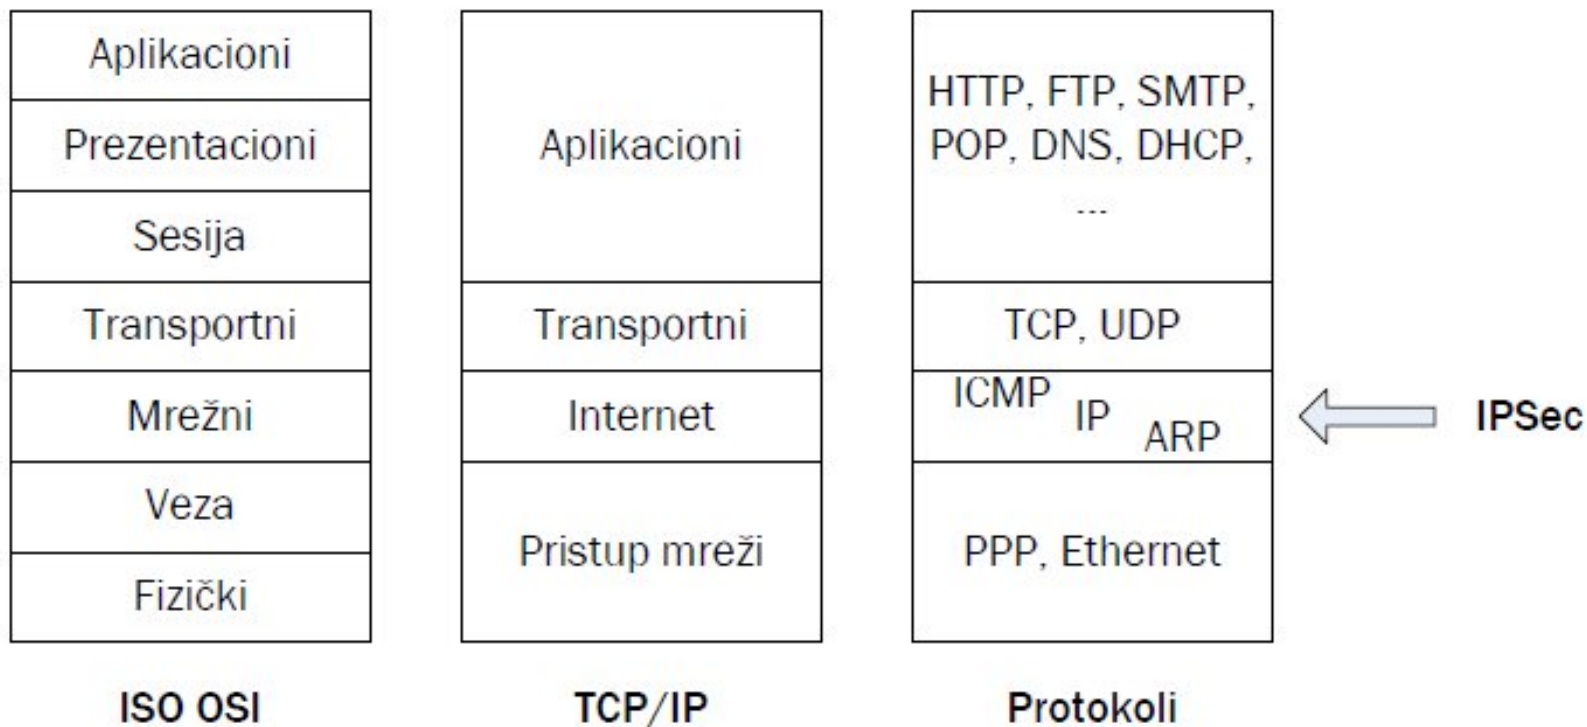 Aplikacioni
Prezentacioni
Sesija
Transportni
Mrežni
Veza
Fizički
ISO OSI
Aplikacioni
Transportni
Internet
Pristup mreži
TCP/IP
HTTP, FTP, SMTP,
POP, DNS, DHCP,
...
TCP, UDP
ICMP
IP
ARP
PPP, Ethernet
Protokoli
IPSec